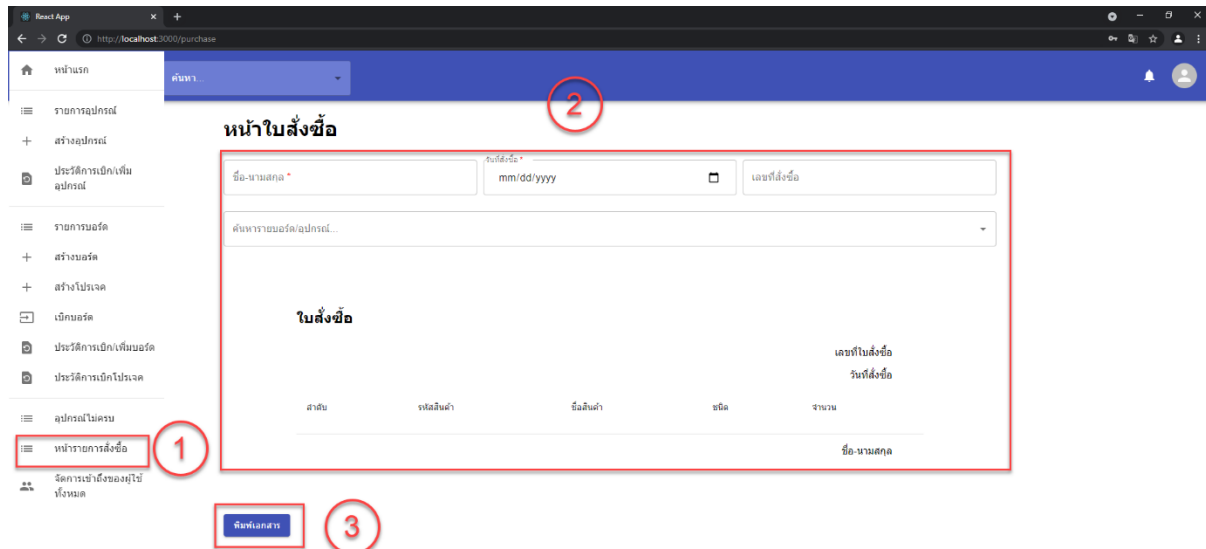 React App
http://localhost:3000/purchase
หน้าแรก
ค้นหา...
รายการอุปกรณ์
สร้างอุปกรณ์
ประวัติการเบิก/เพิ่ม
อุปกรณ์
รายการบอร์ด
สร้างบอร์ด
สร้างโปรเจค
เบิกบอร์ด
ประวัติการเบิก/เพิ่มบอร์ด
ประวัติการเบิกโปรเจค
อุปกรณ์ไม่ครบ
หน้ารายการสั่งซื้อ
1
จัดการเข้าถึงของผู้ใช้
ทั้งหมด
2
หน้าใบสั่งซื้อ
ชื่อ-นามสกุล *
วันที่สั่งซื้อ *
mm/dd/yyyy
เลขที่สั่งซื้อ
ค้นหารายบอร์ด/อุปกรณ์...
ใบสั่งซื้อ
เลขที่ใบสั่งซื้อ
วันที่สั่งซื้อ
ลำดับ รหัสสินค้า ชื่อสินค้า ชนิด จำนวน
ชื่อ-นามสกุล
พิมพ์เอกสาร
3